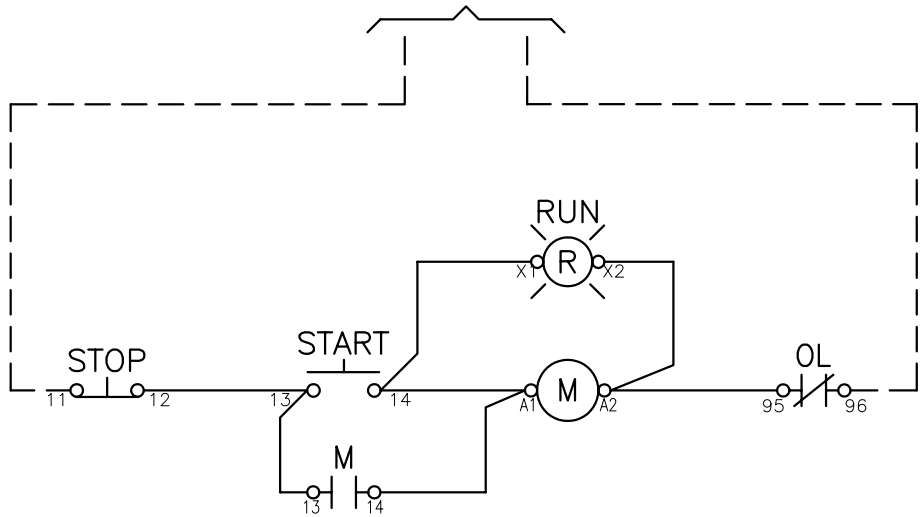 RUN
X1 R X2
START
STOP
OL
11 12 13 14 A1 M A2 95 96
M
13 14